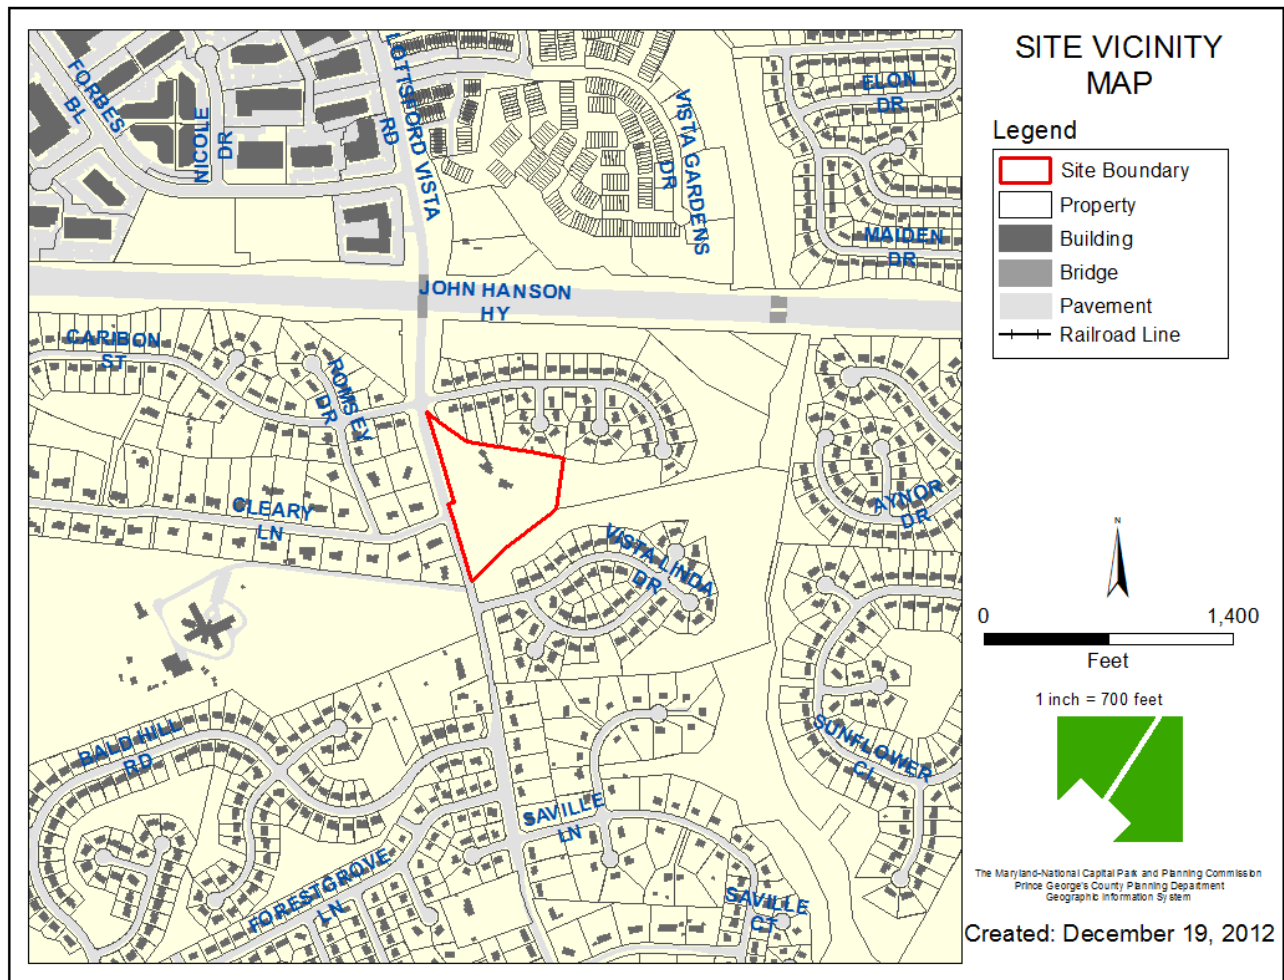 SITE VICINITY
MAP
Legend
Site Boundary
Property
Building
Bridge
Pavement
Railroad Line
N
0 1,400
Feet
1 inch = 700 feet
The Maryland-National Capital Park and Planning Commission
Prince George's County Planning Department
Geographic Information System
Created: December 19, 2012
FORBES
BL
NICOLE
DR
LOTTSFORD VISTA
RD
VISTA GARDENS
DR
ELON
DR
MAIDEN
DR
JOHN HANSON
HY
CARIBON
ST
ROMSEY
DR
CLEARY
LN
AYNOR
DR
VISTA LINDA
DR
SUNFLOWER
CI
BALD HILL
RD
SAVILLE
LN
FORESTGROVE
LN
SAVILLE
CT